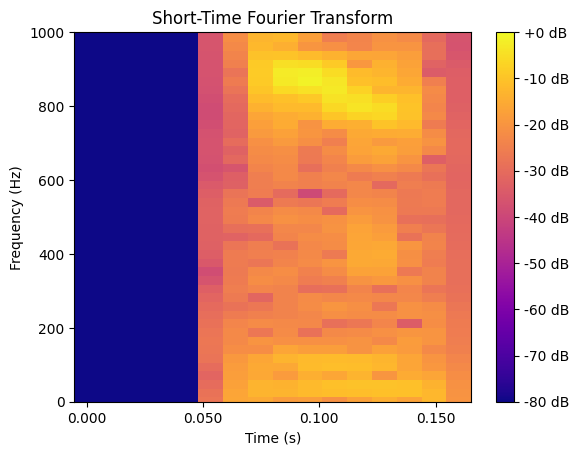 Short-Time Fourier Transform
Frequency (Hz)
1000
800
600
400
200
0
0.000
0.050
0.100
0.150
Time (s)
+0 dB
-10 dB
-20 dB
-30 dB
-40 dB
-50 dB
-60 dB
-70 dB
-80 dB